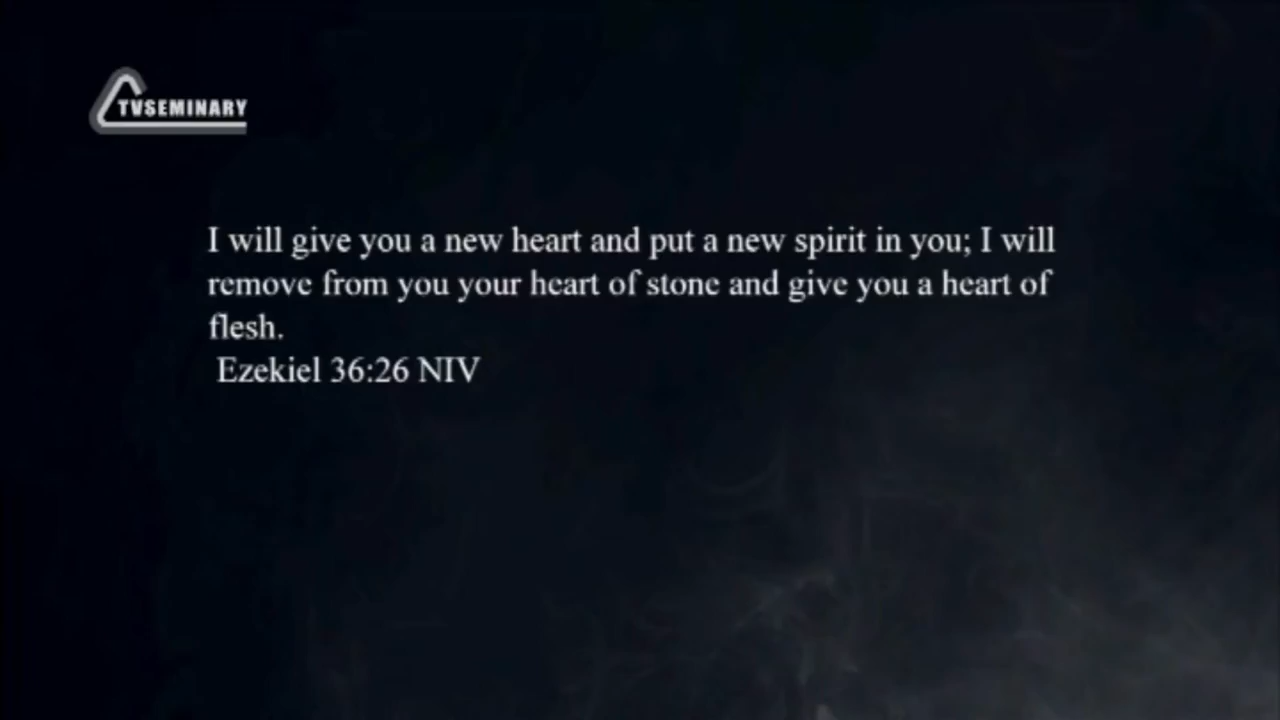 TVSEMINARY
I will give you a new heart and put a new spirit in you; I will
remove from you your heart of stone and give you a heart of
flesh.
Ezekiel 36:26 NIV